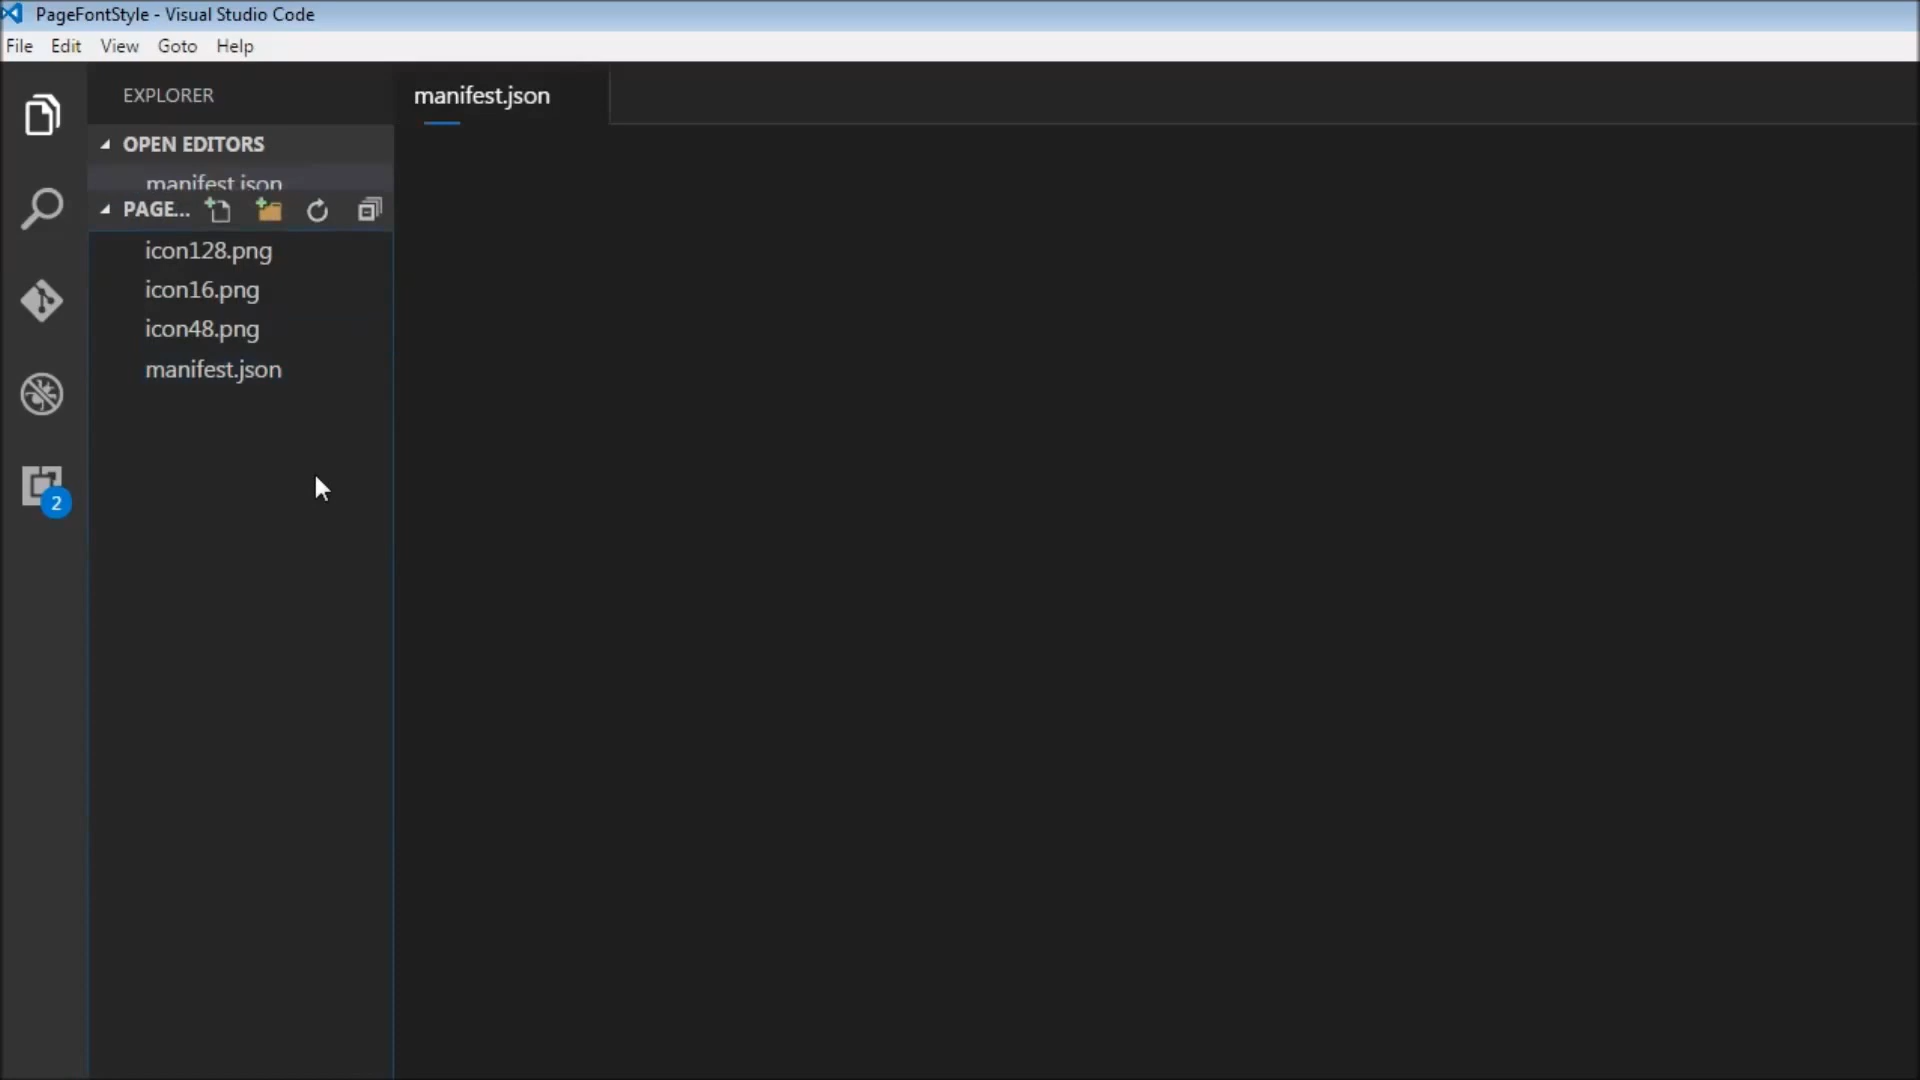 PageFontStyle - Visual Studio Code
File Edit View Goto Help
EXPLORER
manifest.json
OPEN EDITORS
manifest.json
PAGE...
icon128.png
icon16.png
icon48.png
manifest.json
2